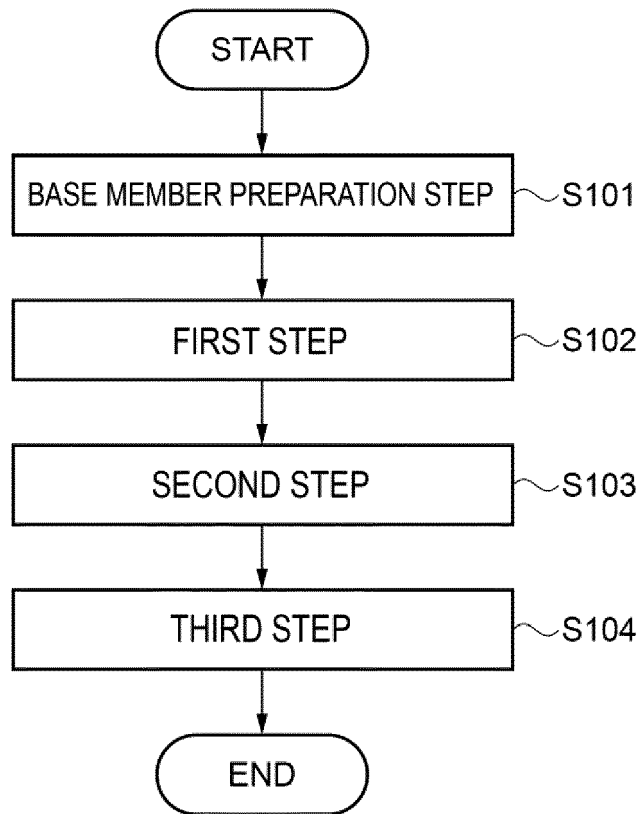 START
BASE MEMBER PREPARATION STEP
S101
FIRST STEP
S102
SECOND STEP
S103
THIRD STEP
S104
END